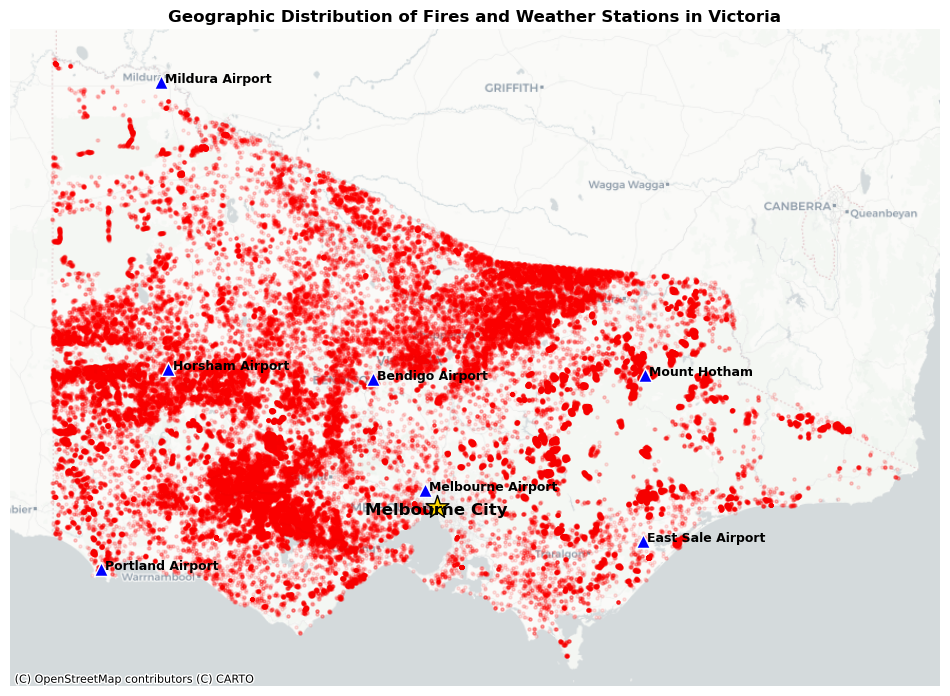 Geographic Distribution of Fires and Weather Stations in Victoria
Mildura
Mildura Airport
GRIFFITH
Wagga Wagga
CANBERRA
Queanbeyan
Horsham Airport
Bendigo Airport
Mount Hotham
Melbourne Airport
Melbourne City
East Sale Airport
Traralgon
Portland Airport
Warrnambool
(C) OpenStreetMap contributors (C) CARTO